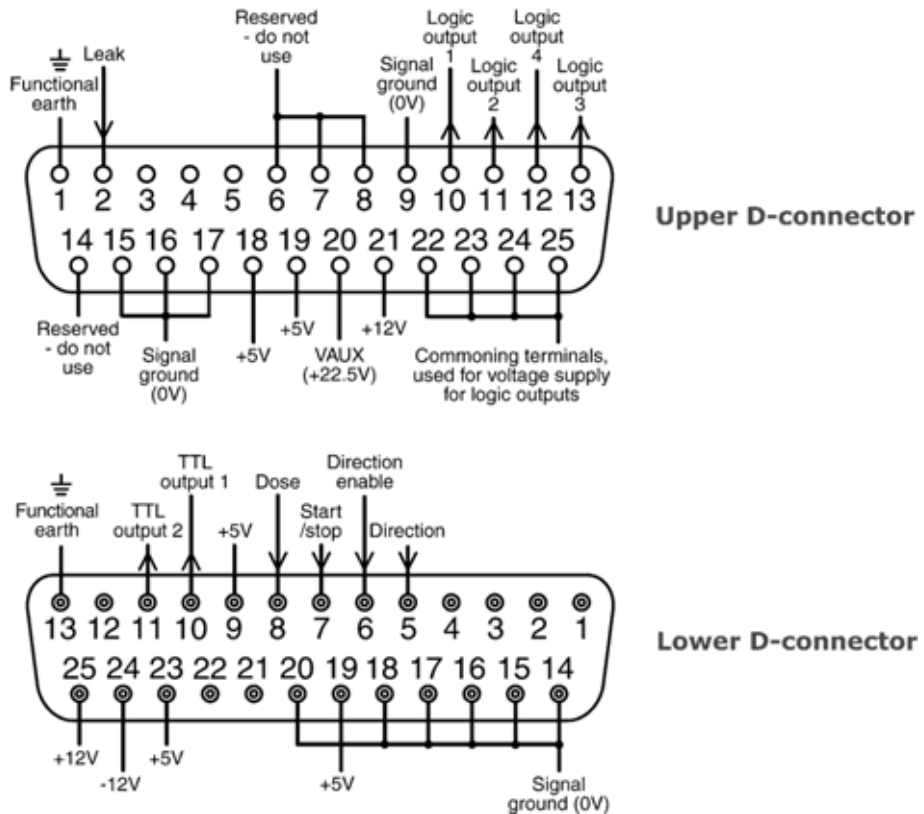 Reserved
- do not
use
Logic
output
1
Logic
output
4
Leak
Functional
earth
Signal
ground
(0V)
Logic
output
2
Logic
output
3
1 2 3 4 5 6 7 8 9 10 11 12 13
14 15 16 17 18 19 20 21 22 23 24 25
Upper D-connector
Reserved
- do not
use
Signal
ground
(0V)
+5V
+5V
VAUX
(+22.5V)
+12V
Commoning terminals,
used for voltage supply
for logic outputs
TTL
output 1
Dose
Direction
enable
Functional
earth
TTL
output 2
+5V
Start
/stop
Direction
13 12 11 10 9 8 7 6 5 4 3 2 1
25 24 23 22 21 20 19 18 17 16 15 14
Lower D-connector
+12V
-12V
+5V
+5V
Signal
ground (0V)